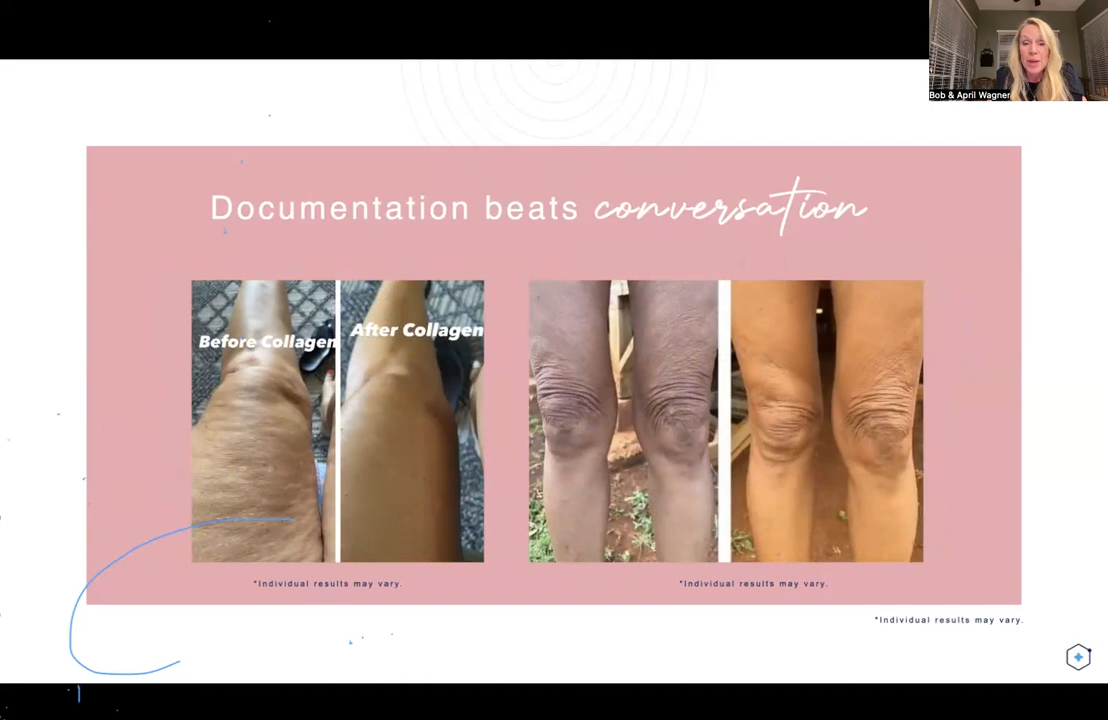 Bob & April Wagner
Documentation beats conversation
Before Collagen
After Collagen
*Individual results may vary.
*Individual results may vary.
*Individual results may vary.